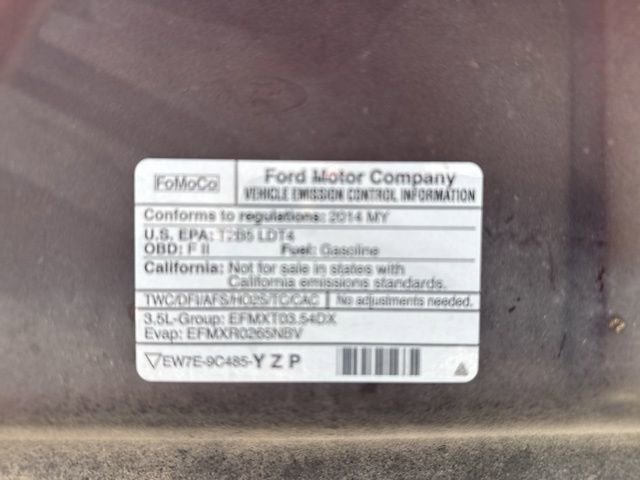 FoMoCo
Ford Motor Company
VEHICLE EMISSION CONTROL INFORMATION
Conforms to regulations: 2014 MY
U.S. EPA: T2B5 LDT4
OBD: F II Fuel: Gasoline
California: Not for sale in states with
California emissions standards.
TWC/DFI/AFS/HO2S/TC/CAC No adjustments needed.
3.5L-Group: EFMXT03.54DX
Evap: EFMXR0265NBV
EW7E-9C485-Y Z P